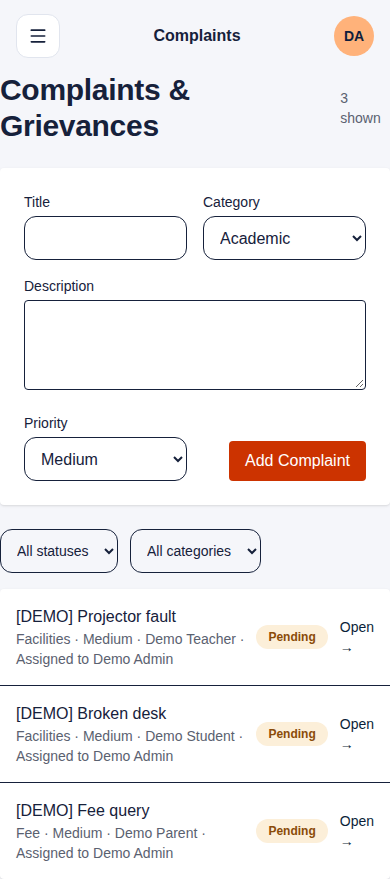 Complaints
DA
Complaints &
Grievances
3
shown
Title
Category
Academic
Description
Priority
Medium
Add Complaint
All statuses
All categories
[DEMO] Projector fault
Facilities · Medium · Demo Teacher ·
Assigned to Demo Admin
Pending
Open
→
[DEMO] Broken desk
Facilities · Medium · Demo Student ·
Assigned to Demo Admin
Pending
Open
→
[DEMO] Fee query
Fee · Medium · Demo Parent ·
Assigned to Demo Admin
Pending
Open
→